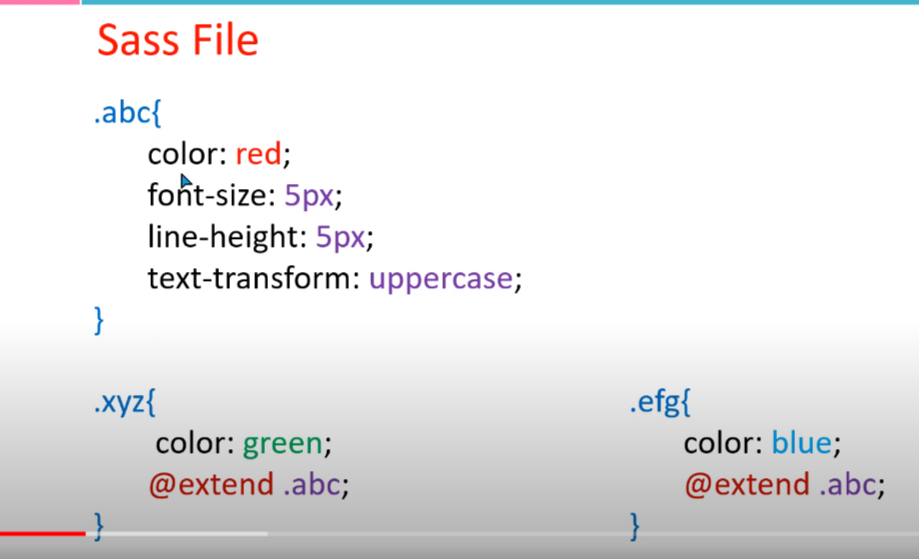 Sass File
.abc{
color: red;
font-size: 5px;
line-height: 5px;
text-transform: uppercase;
}
.xyz{
color: green;
@extend .abc;
}
.efg{
color: blue;
@extend .abc;
}